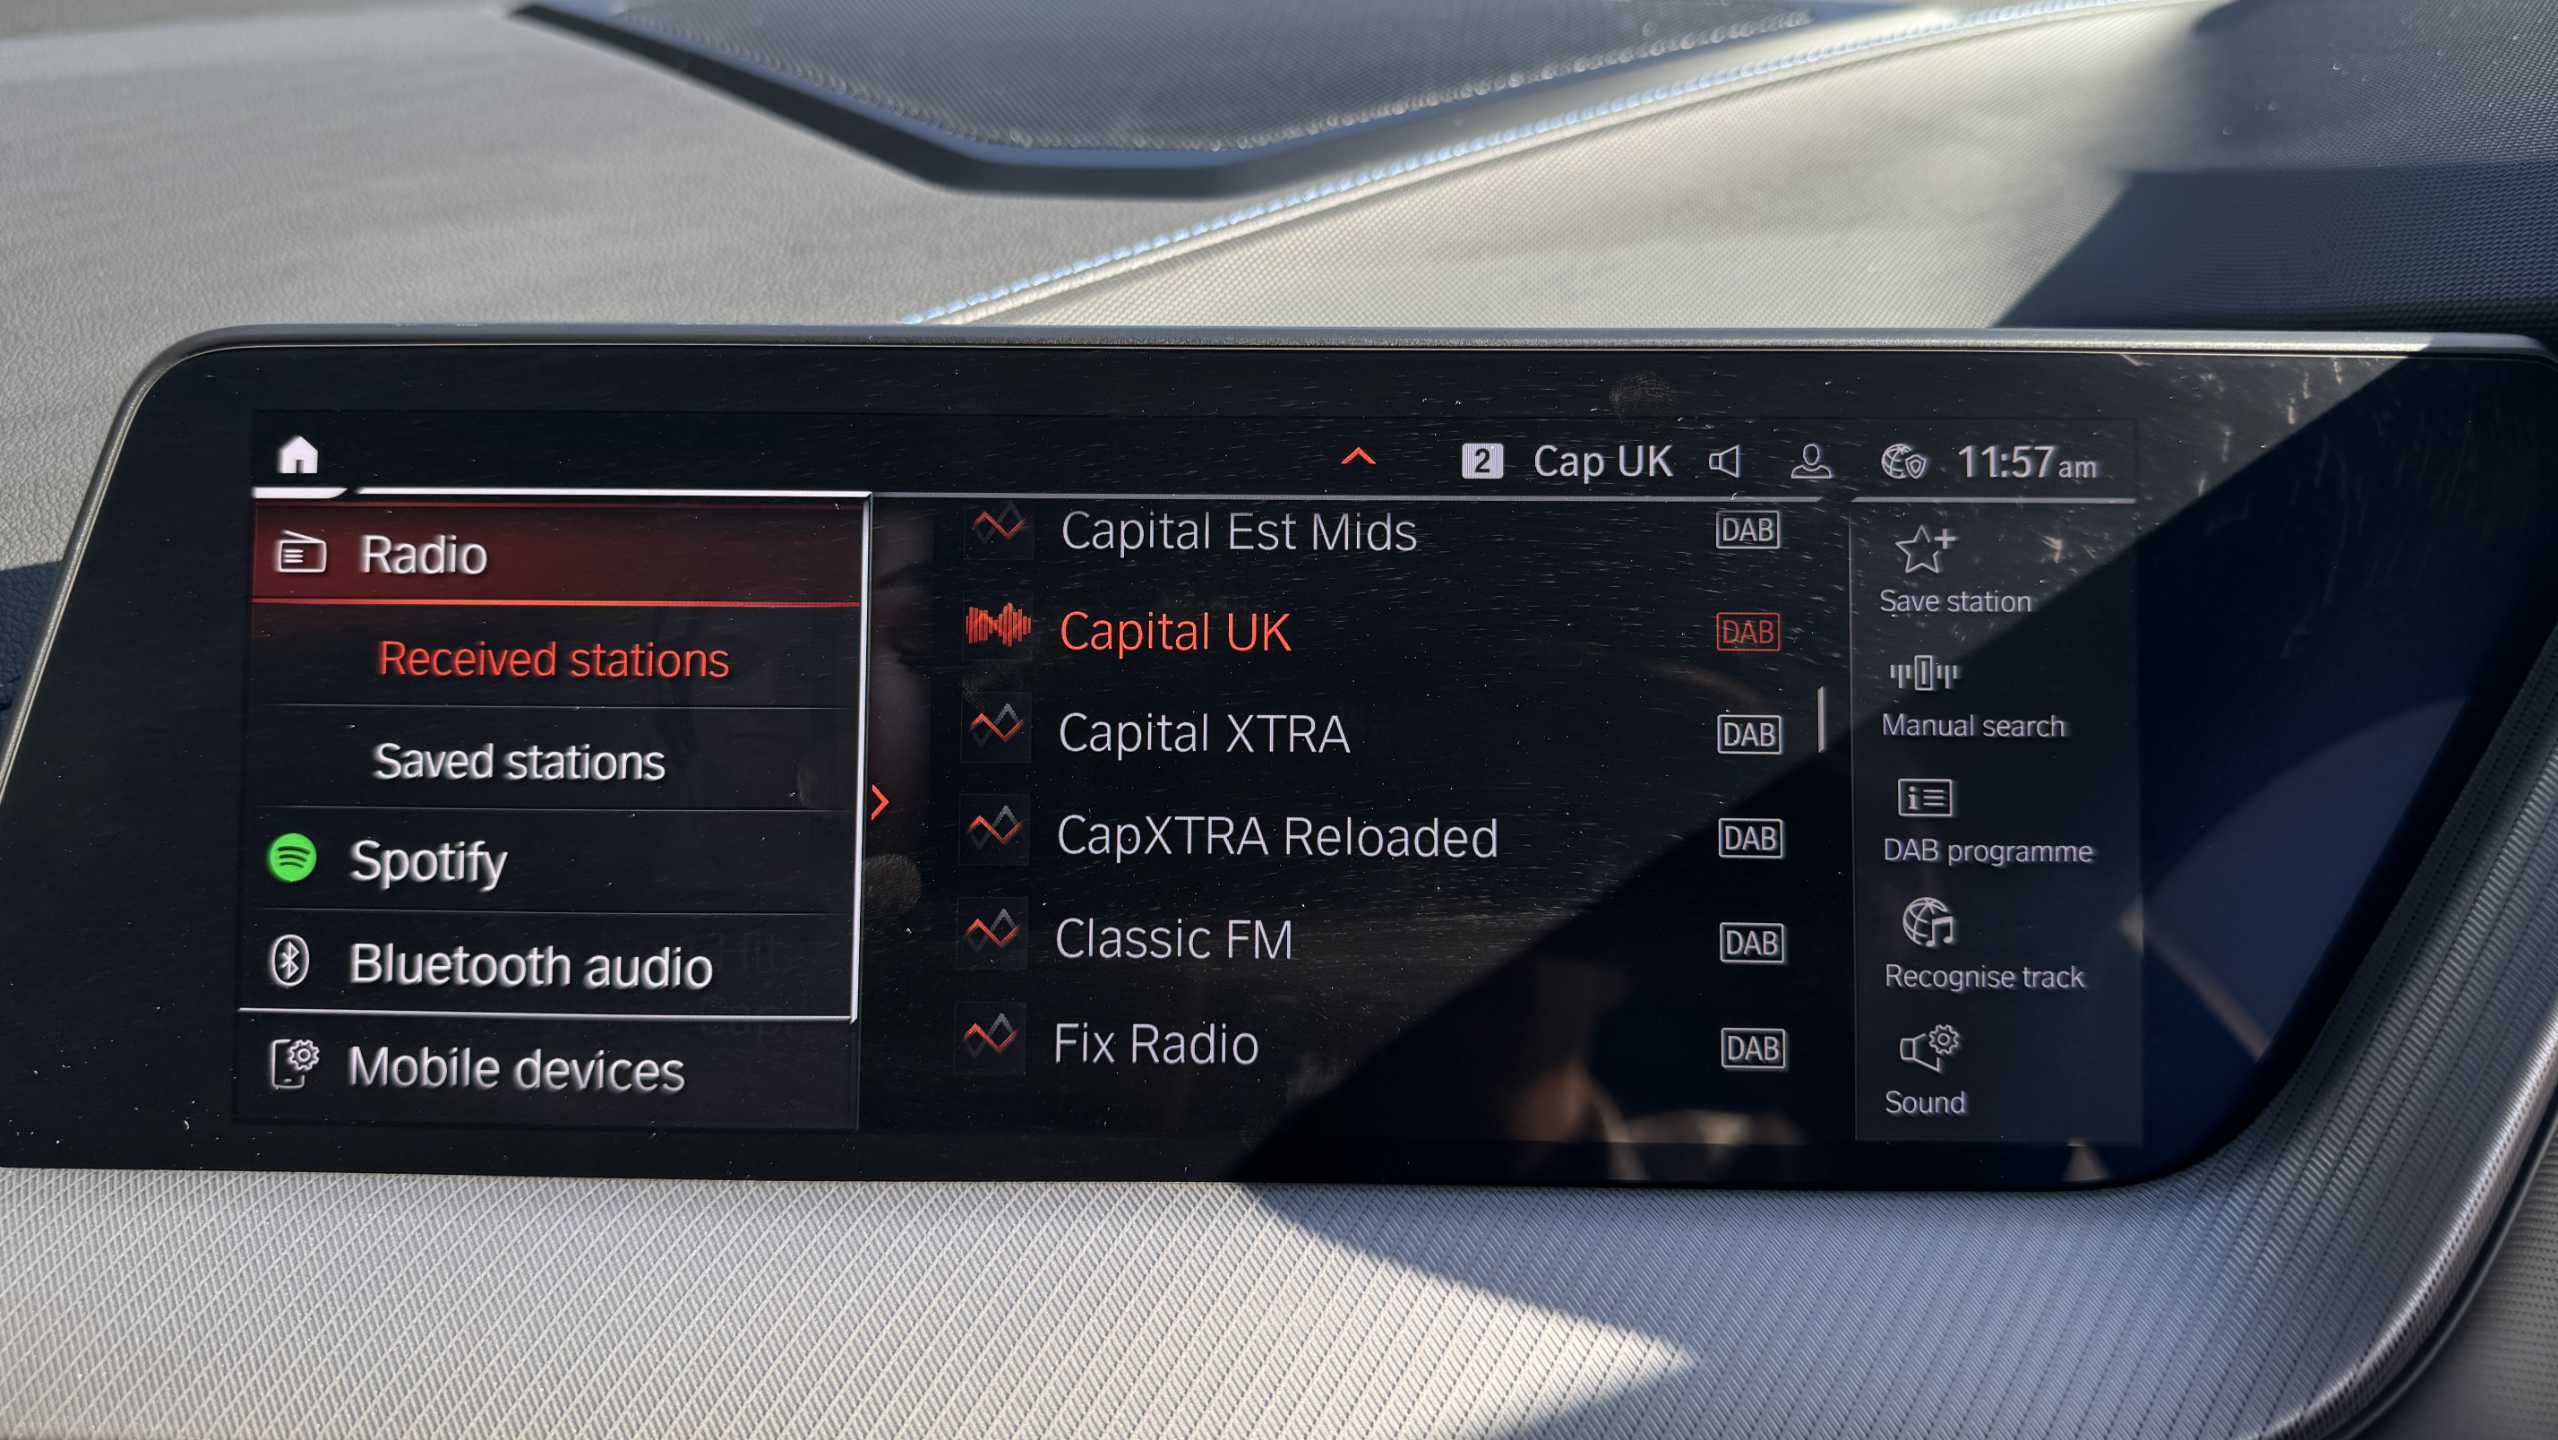 2 Cap UK 11:57 am
Radio
Received stations
Saved stations
Spotify
Bluetooth audio
Mobile devices
Capital Est Mids DAB
Capital UK DAB
Capital XTRA DAB
CapXTRA Reloaded DAB
Classic FM DAB
Fix Radio DAB
Save station
Manual search
DAB programme
Recognise track
Sound